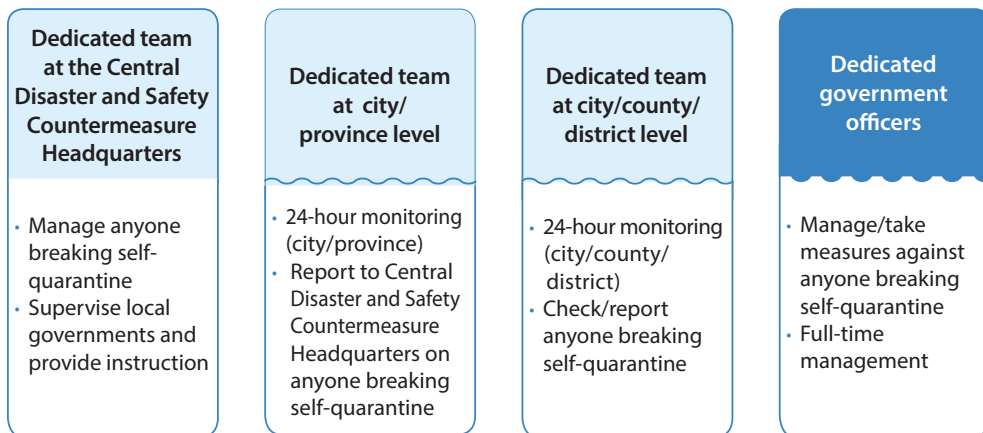 Dedicated team
at the Central
Disaster and Safety
Countermeasure
Headquarters
• Manage anyone
breaking self-
quarantine
• Supervise local
governments and
provide instruction
Dedicated team
at city/
province level
• 24-hour monitoring
(city/province)
• Report to Central
Disaster and Safety
Countermeasure
Headquarters on
anyone breaking
self-quarantine
Dedicated team
at city/county/
district level
• 24-hour monitoring
(city/county/
district)
• Check/report
anyone breaking
self-quarantine
Dedicated
government
officers
• Manage/take
measures against
anyone breaking
self-quarantine
• Full-time
management